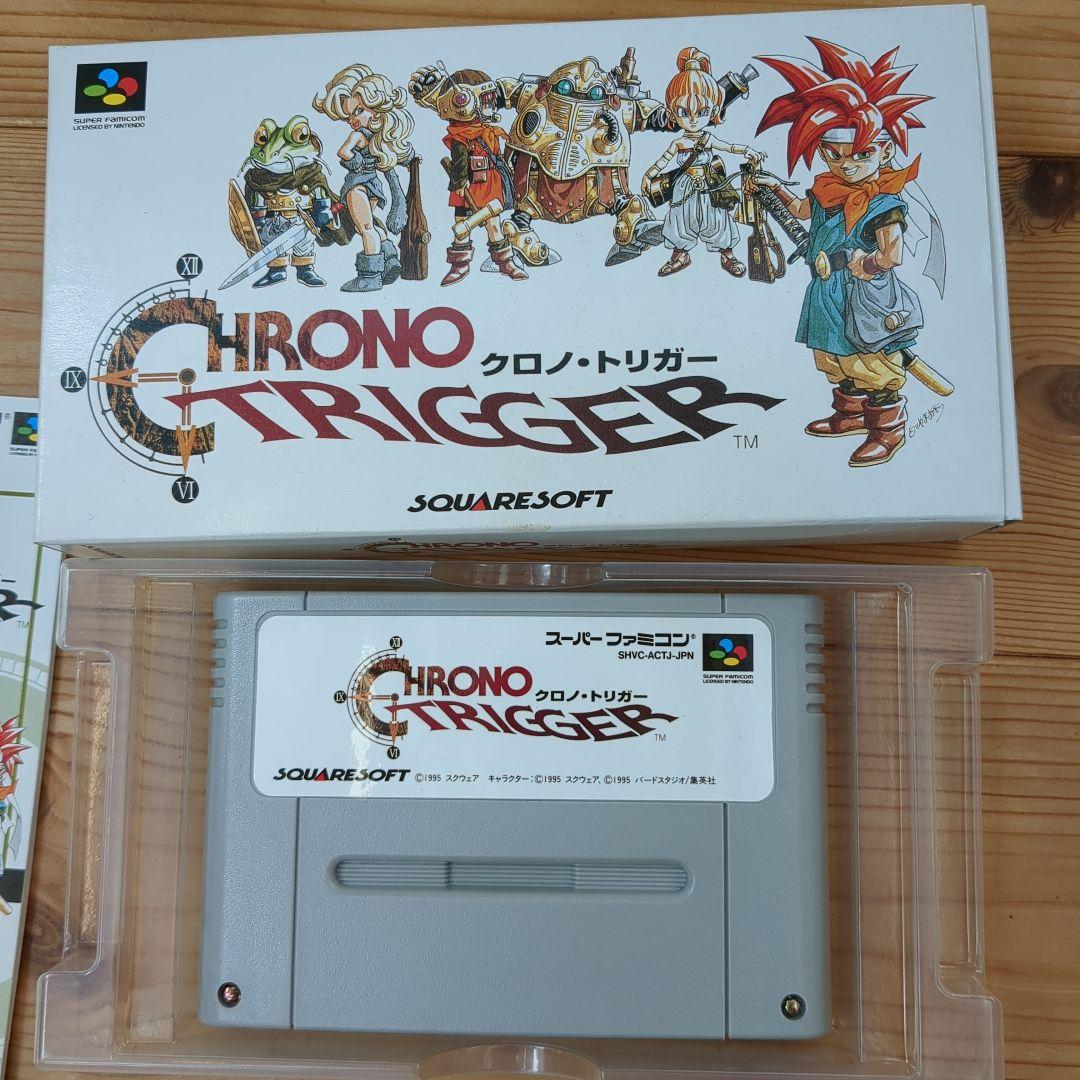 SUPER FAMICOM
LICENSED BY NINTENDO
XII
IX
VI
CHRONO
クロノ・トリガー
TRIGGER
TM
SQUARESOFT
CHRONO
TM
スーパーファミコン®
SHVC-ACTJ-JPN
SUPER FAMICOM
LICENSED BY NINTENDO
XII
IX
VI
CHRONO
クロノ・トリガー
TRIGGER
TM
SQUARESOFT ©1995 スクウェア キャラクター:©1995 スクウェア、©1995 バードスタジオ/集英社